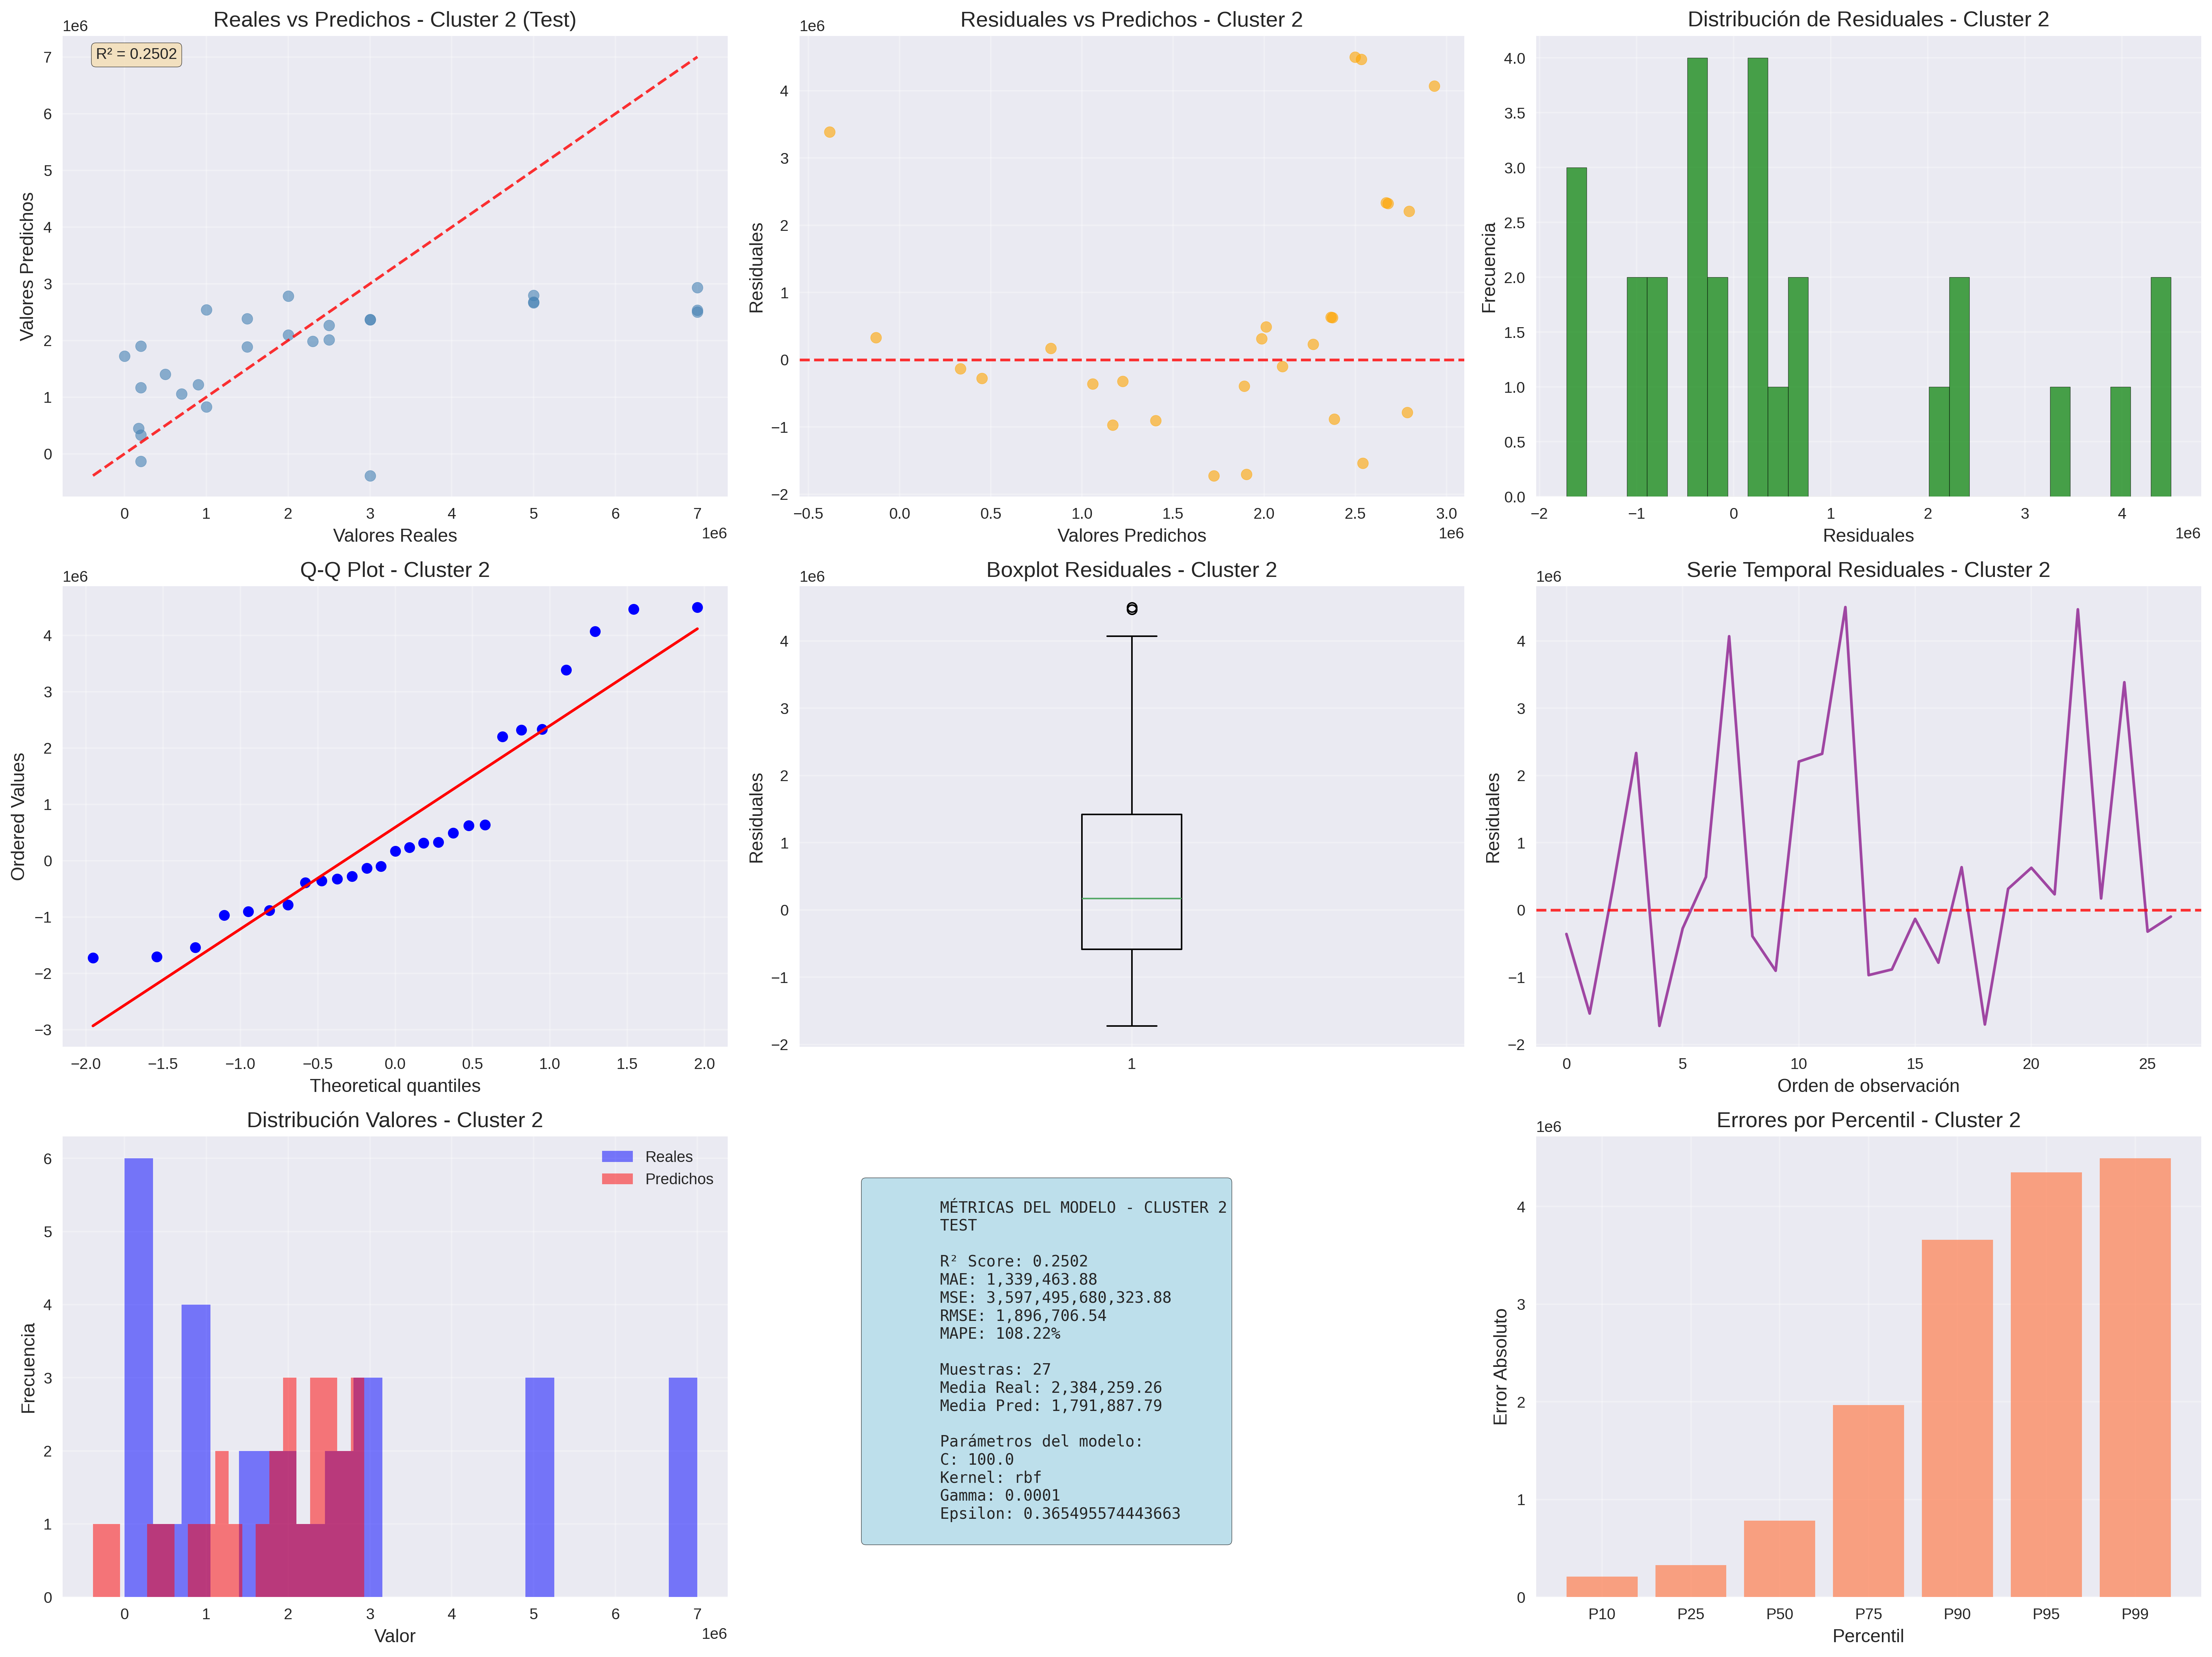 Reales vs Predichos - Cluster 2 (Test)
1e6
R² = 0.2502
7
6
5
4
3
2
1
0
Valores Predichos
0 1 2 3 4 5 6 7
1e6
Valores Reales
Residuales vs Predichos - Cluster 2
1e6
4
3
2
1
0
−1
−2
Residuales
−0.5 0.0 0.5 1.0 1.5 2.0 2.5 3.0
1e6
Valores Predichos
Distribución de Residuales - Cluster 2
4.0
3.5
3.0
2.5
2.0
1.5
1.0
0.5
0.0
Frecuencia
−2 −1 0 1 2 3 4
1e6
Residuales
Q-Q Plot - Cluster 2
1e6
4
3
2
1
0
−1
−2
−3
Ordered Values
−2.0 −1.5 −1.0 −0.5 0.0 0.5 1.0 1.5 2.0
Theoretical quantiles
Boxplot Residuales - Cluster 2
1e6
4
3
2
1
0
−1
−2
Residuales
1
Serie Temporal Residuales - Cluster 2
1e6
4
3
2
1
0
−1
−2
Residuales
0 5 10 15 20 25
Orden de observación
Distribución Valores - Cluster 2
Reales
Predichos
6
5
4
3
2
1
0
Frecuencia
0 1 2 3 4 5 6 7
1e6
Valor
MÉTRICAS DEL MODELO - CLUSTER 2
TEST
R² Score: 0.2502
MAE: 1,339,463.88
MSE: 3,597,495,680,323.88
RMSE: 1,896,706.54
MAPE: 108.22%
Muestras: 27
Media Real: 2,384,259.26
Media Pred: 1,791,887.79
Parámetros del modelo:
C: 100.0
Kernel: rbf
Gamma: 0.0001
Epsilon: 0.365495574443663
Errores por Percentil - Cluster 2
1e6
4
3
2
1
0
Error Absoluto
P10 P25 P50 P75 P90 P95 P99
Percentil